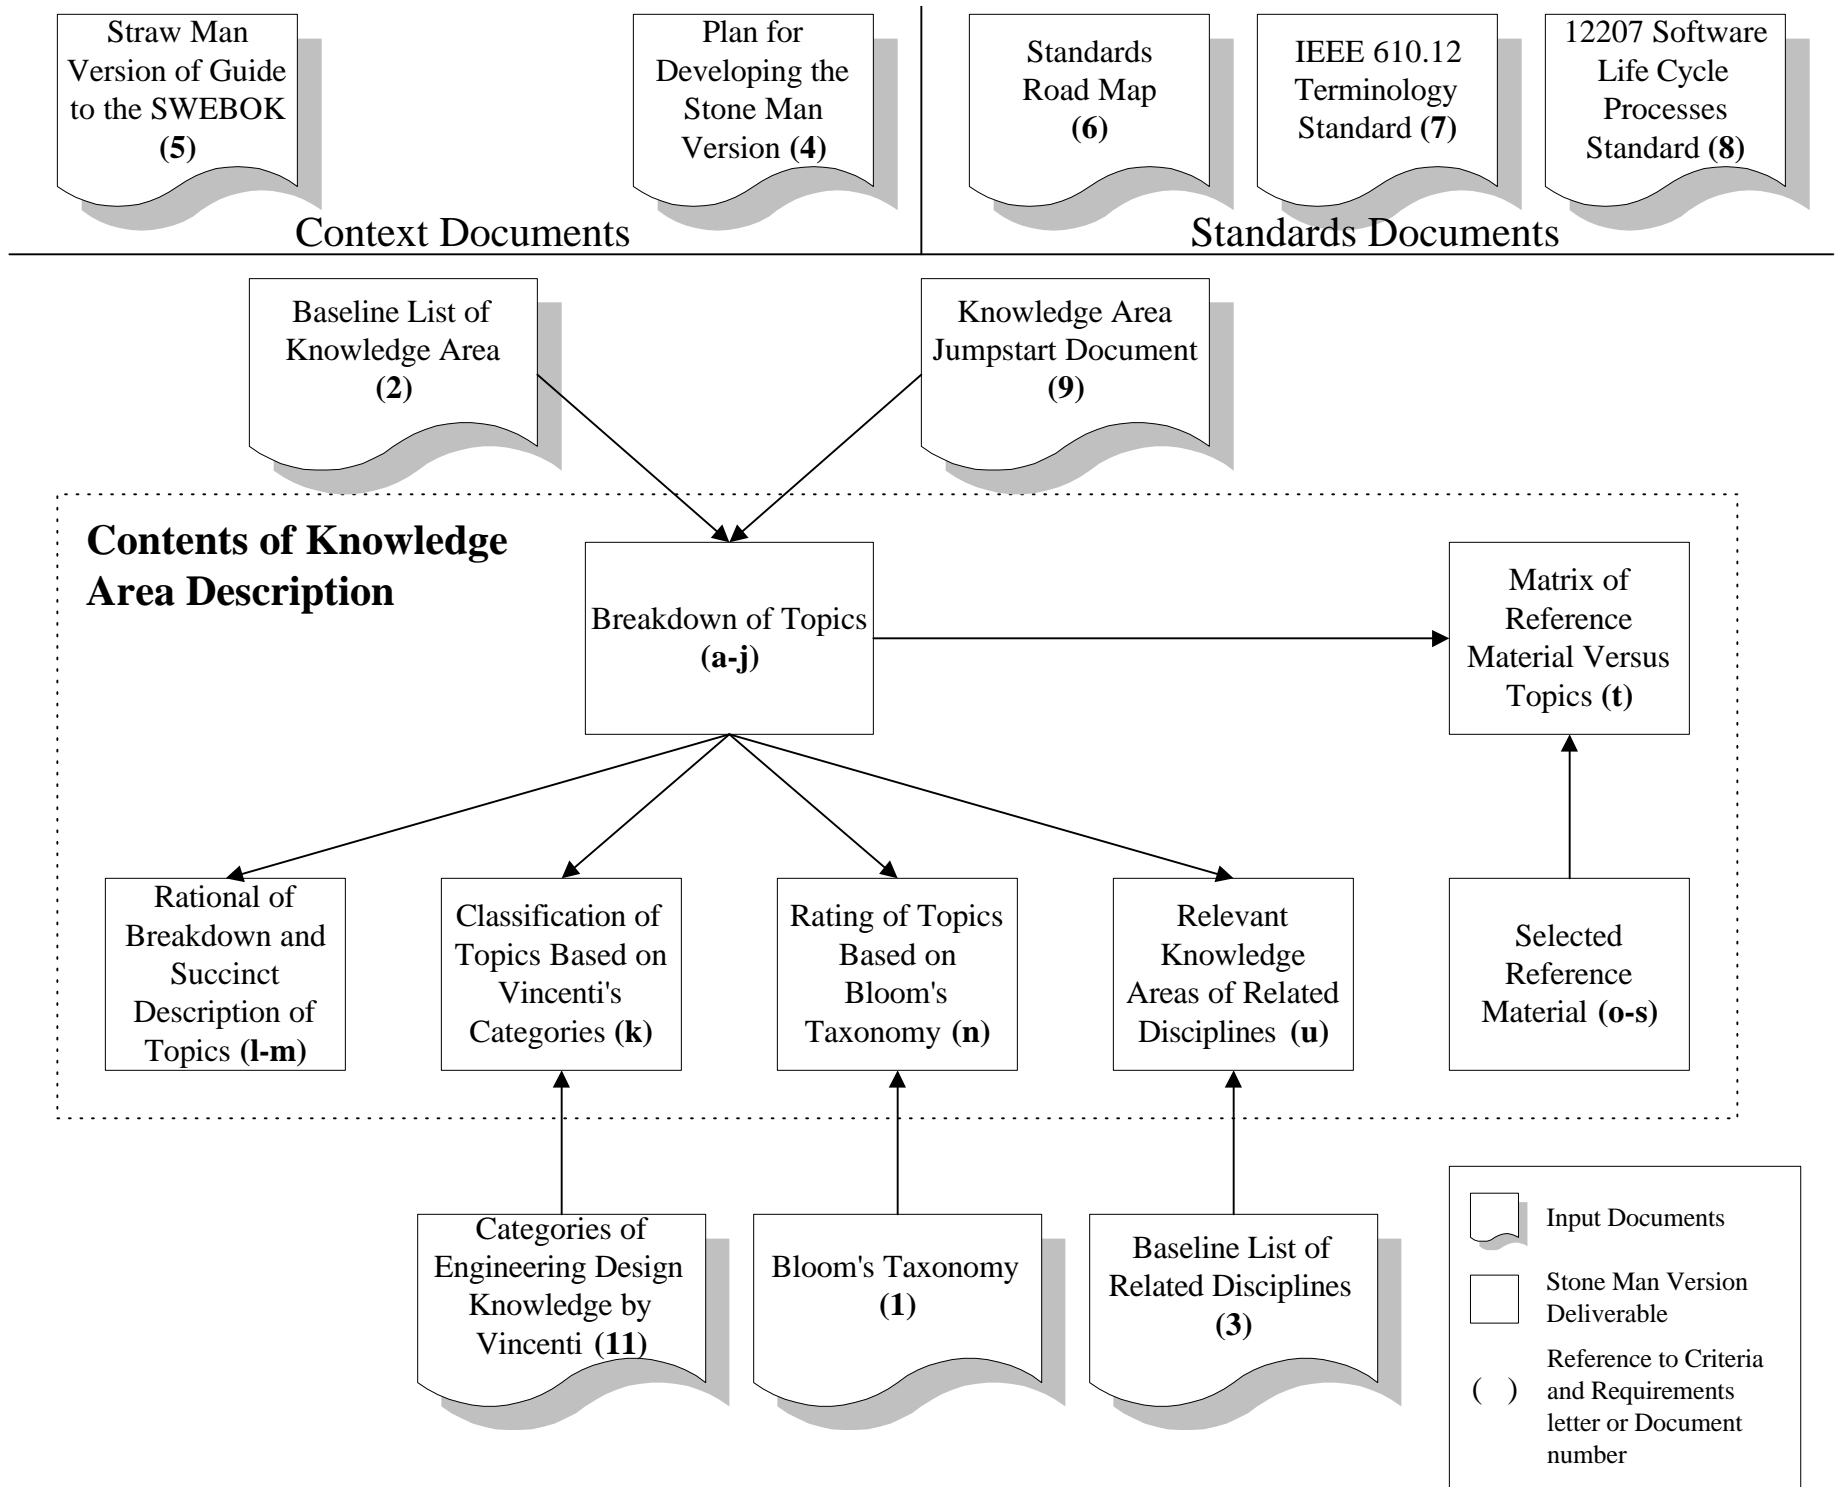 Straw Man
Version of Guide
to the SWEBOK
(5)
Plan for
Developing the
Stone Man
Version (4)
Standards
Road Map
(6)
IEEE 610.12
Terminology
Standard (7)
12207 Software
Life Cycle
Processes
Standard (8)
Context Documents
Standards Documents
Baseline List of
Knowledge Area
(2)
Knowledge Area
Jumpstart Document
(9)
Contents of Knowledge
Area Description
Breakdown of Topics
(a-j)
Matrix of
Reference
Material Versus
Topics (t)
Rational of
Breakdown and
Succinct
Description of
Topics (l-m)
Classification of
Topics Based on
Vincenti's
Categories (k)
Rating of Topics
Based on
Bloom's
Taxonomy (n)
Relevant
Knowledge
Areas of Related
Disciplines (u)
Selected
Reference
Material (o-s)
Categories of
Engineering Design
Knowledge by
Vincenti (11)
Bloom's Taxonomy
(1)
Baseline List of
Related Disciplines
(3)
Input Documents
Stone Man Version
Deliverable
( )
Reference to Criteria
and Requirements
letter or Document
number